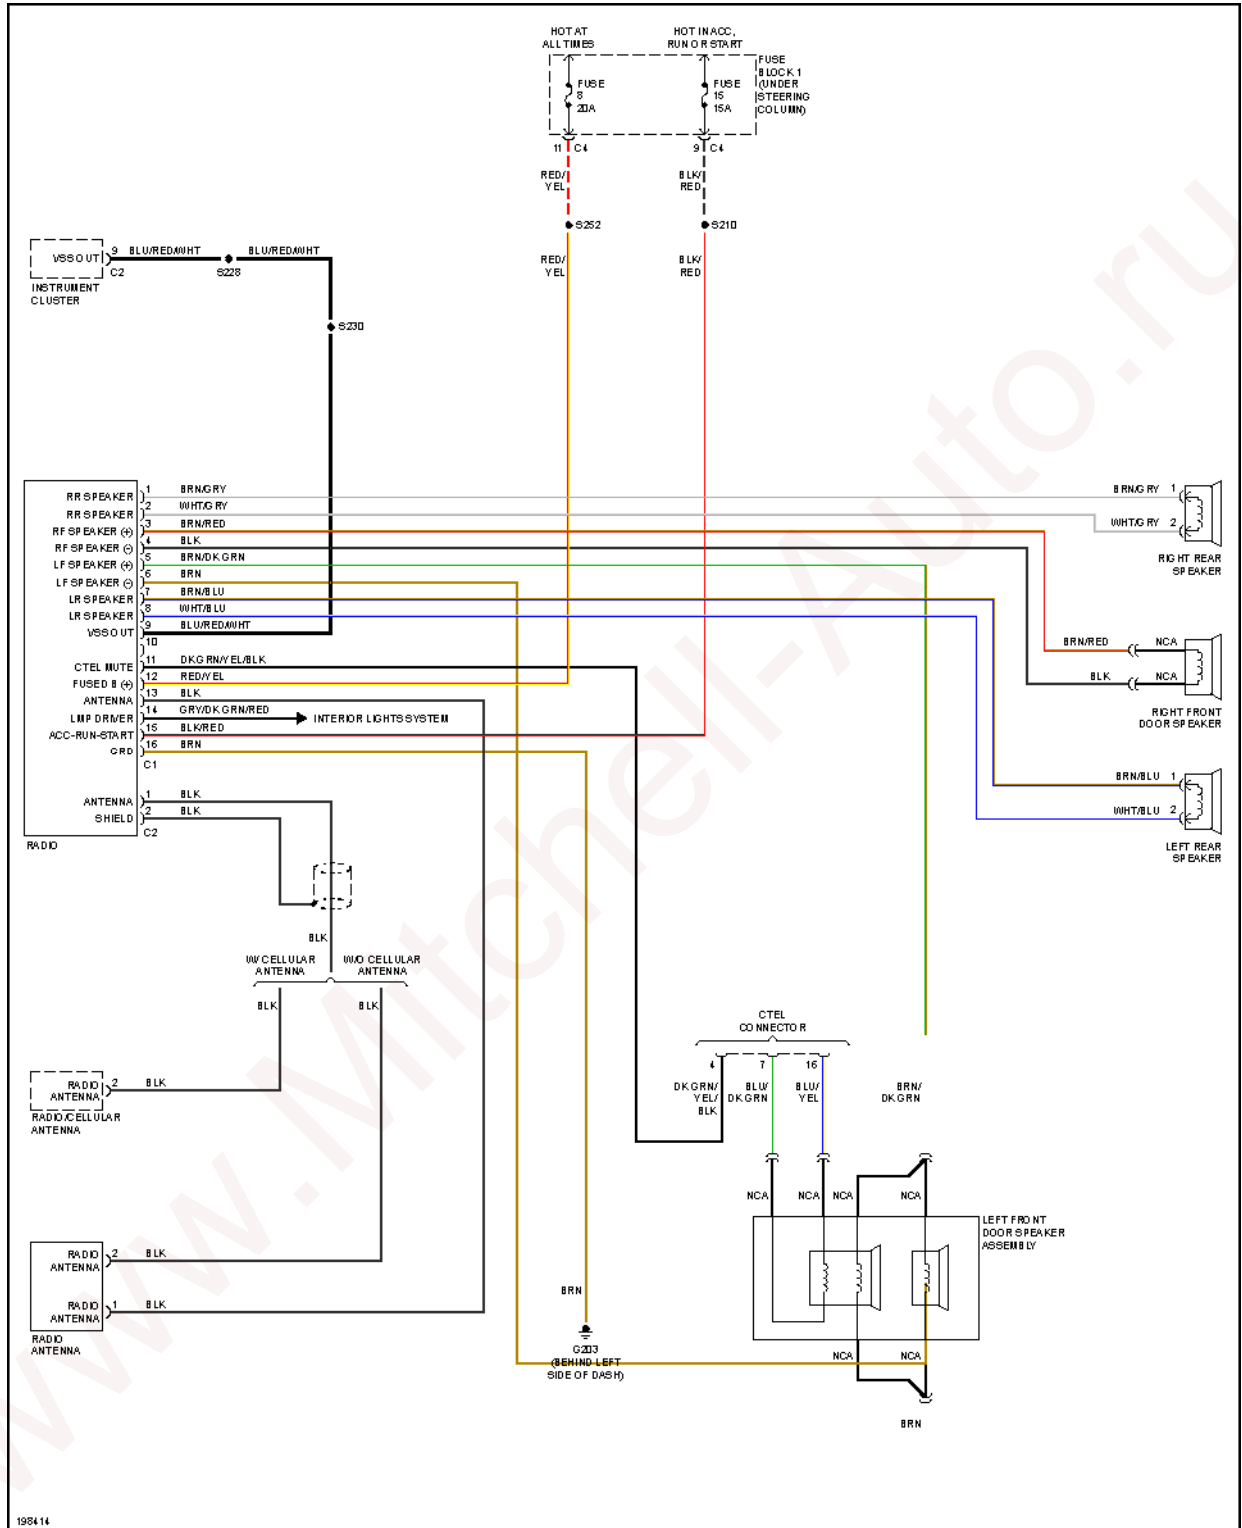 HOT AT
ALL TIMES
HOT IN ACC,
RUN OR START
FUSE
8
20A
FUSE
15
15A
FUSE
BLOCK 1
(UNDER
STEERING
COLUMN)
11 C4
9 C4
RED/
YEL
BLK/
RED
S252
S210
RED/
YEL
BLK/
RED
VSS OUT
9 BLU/RED/WHT
BLU/RED/WHT
C2
S228
INSTRUMENT
CLUSTER
S230
RR SPEAKER 1 BRN/GRY
RR SPEAKER 2 WHT/GRY
RF SPEAKER (+) 3 BRN/RED
RF SPEAKER (-) 4 BLK
LF SPEAKER (+) 5 BRN/DK GRN
LF SPEAKER (-) 6 BRN
LR SPEAKER 7 BRN/BLU
LR SPEAKER 8 WHT/BLU
VSS OUT 9 BLU/RED/WHT
10
CTEL MUTE 11 DK GRN/YEL/BLK
FUSED B (+) 12 RED/YEL
ANTENNA 13 BLK
LMP DRIVER 14 GRY/DK GRN/RED
INTERIOR LIGHTS SYSTEM
ACC-RUN-START 15 BLK/RED
GRD 16 BRN
C1
ANTENNA 1 BLK
SHIELD 2 BLK
C2
RADIO
BRN/GRY 1
WHT/GRY 2
RIGHT REAR
SPEAKER
BRN/RED NCA
BLK NCA
RIGHT FRONT
DOOR SPEAKER
BRN/BLU 1
WHT/BLU 2
LEFT REAR
SPEAKER
BLK
W/ CELLULAR
ANTENNA
W/O CELLULAR
ANTENNA
BLK
BLK
RADIO
ANTENNA
2 BLK
RADIO/CELLULAR
ANTENNA
RADIO
ANTENNA
2 BLK
RADIO
ANTENNA
1 BLK
RADIO
ANTENNA
CTEL
CONNECTOR
4 7 16
DK GRN/
YEL/
BLK
BLU/
DK GRN
BLU/
YEL
BRN/
DK GRN
NCA NCA NCA NCA
LEFT FRONT
DOOR SPEAKER
ASSEMBLY
BRN
G203
(BEHIND LEFT
SIDE OF DASH)
NCA NCA
BRN
198414
www.Mitchell-Auto.ru